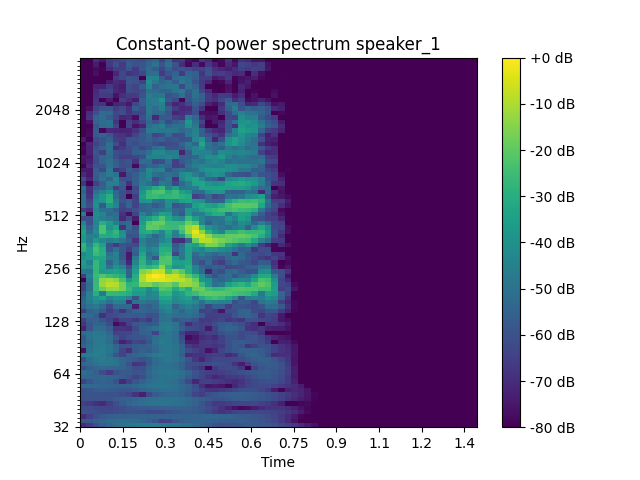 Constant-Q power spectrum speaker_1
+0 dB
-10 dB
-20 dB
-30 dB
-40 dB
-50 dB
-60 dB
-70 dB
-80 dB
2048
1024
512
256
128
64
32
Hz
0 0.15 0.3 0.45 0.6 0.75 0.9 1.1 1.2 1.4
Time